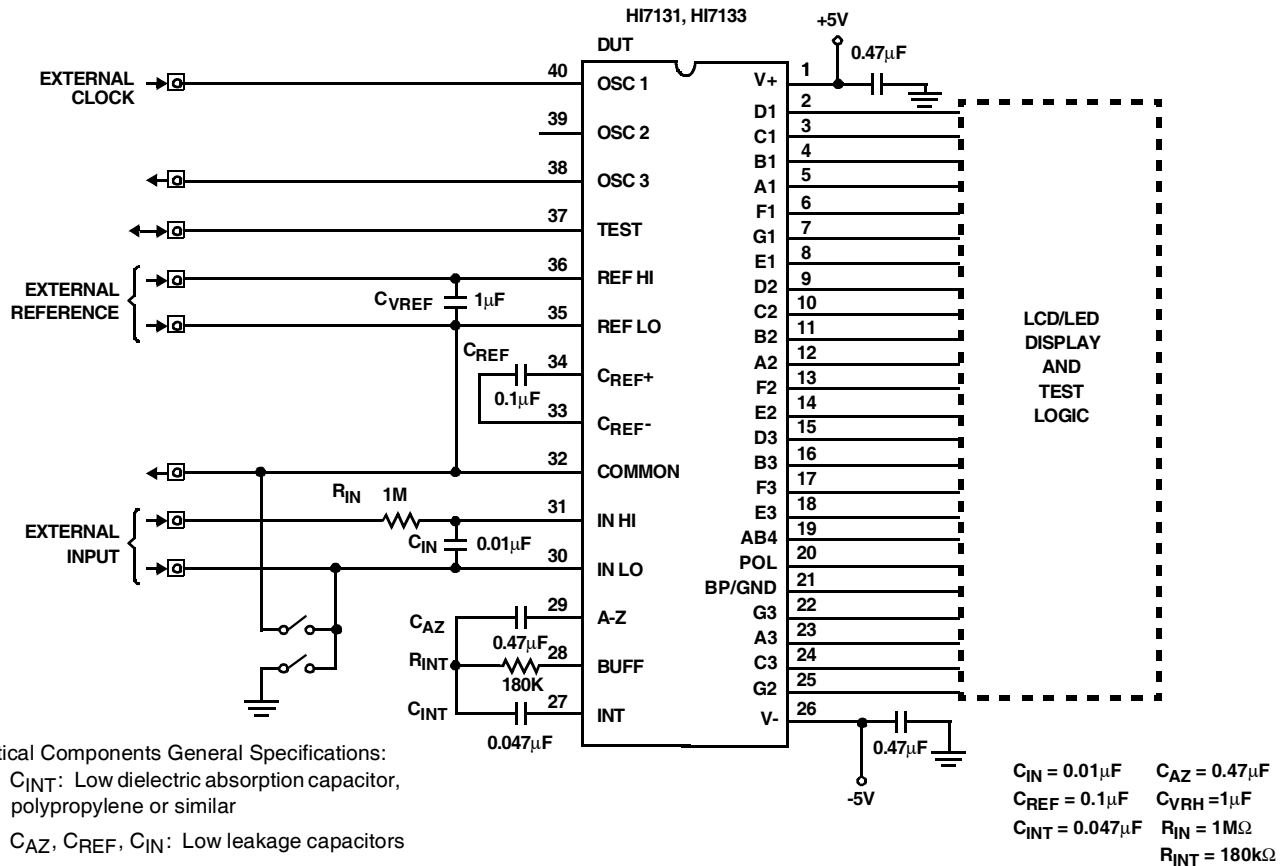 HI7131, HI7133
DUT
+5V
0.47μF
EXTERNAL
CLOCK
40
OSC 1
39
OSC 2
38
OSC 3
37
TEST
EXTERNAL
REFERENCE
36
REF HI
CVREF
1μF
35
REF LO
CREF
34
CREF+
0.1μF
33
CREF-
32
COMMON
RIN 1M
EXTERNAL
INPUT
31
IN HI
CIN
0.01μF
30
IN LO
29
A-Z
CAZ
0.47μF
RINT
28
BUFF
180K
CINT
27
INT
0.047μF
V+ 1
D1 2
C1 3
B1 4
A1 5
F1 6
G1 7
E1 8
D2 9
C2 10
B2 11
A2 12
F2 13
E2 14
D3 15
B3 16
F3 17
E3 18
AB4 19
POL 20
BP/GND 21
G3 22
A3 23
C3 24
G2 25
V- 26
0.47μF
-5V
LCD/LED
DISPLAY
AND
TEST
LOGIC
tical Components General Specifications:
CINT: Low dielectric absorption capacitor,
polypropylene or similar
CAZ, CREF, CIN: Low leakage capacitors
CIN = 0.01μF CAZ = 0.47μF
CREF = 0.1μF CVRH =1μF
CINT = 0.047μF RIN = 1MΩ
RINT = 180kΩ